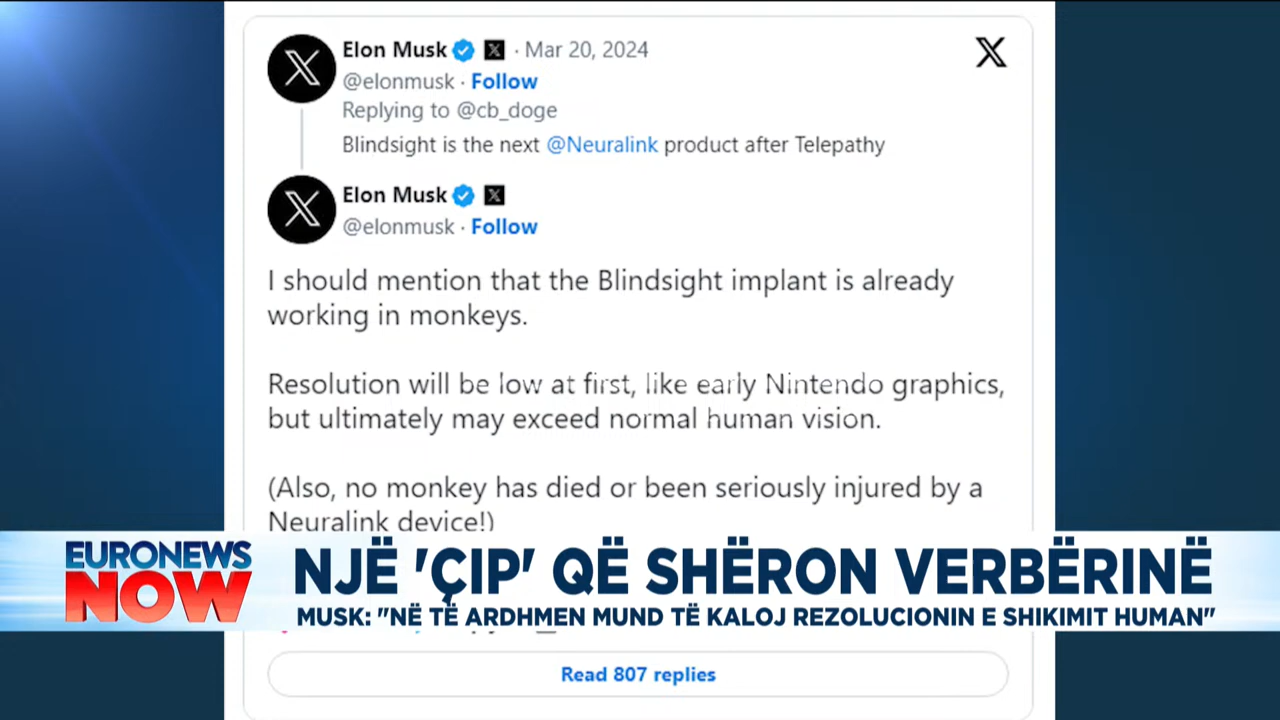 Elon Musk · Mar 20, 2024
@elonmusk · Follow
Replying to @cb_doge
Blindsight is the next @Neuralink product after Telepathy
Elon Musk
@elonmusk · Follow
I should mention that the Blindsight implant is already
working in monkeys.
Resolution will be low at first, like early Nintendo graphics,
but ultimately may exceed normal human vision.
(Also, no monkey has died or been seriously injured by a
Neuralink device!)
EURONEWS
NOW
NJË 'ÇIP' QË SHËRON VERBËRINË
MUSK: "NË TË ARDHMEN MUND TË KALOJ REZOLUCIONIN E SHIKIMIT HUMAN"
Read 807 replies